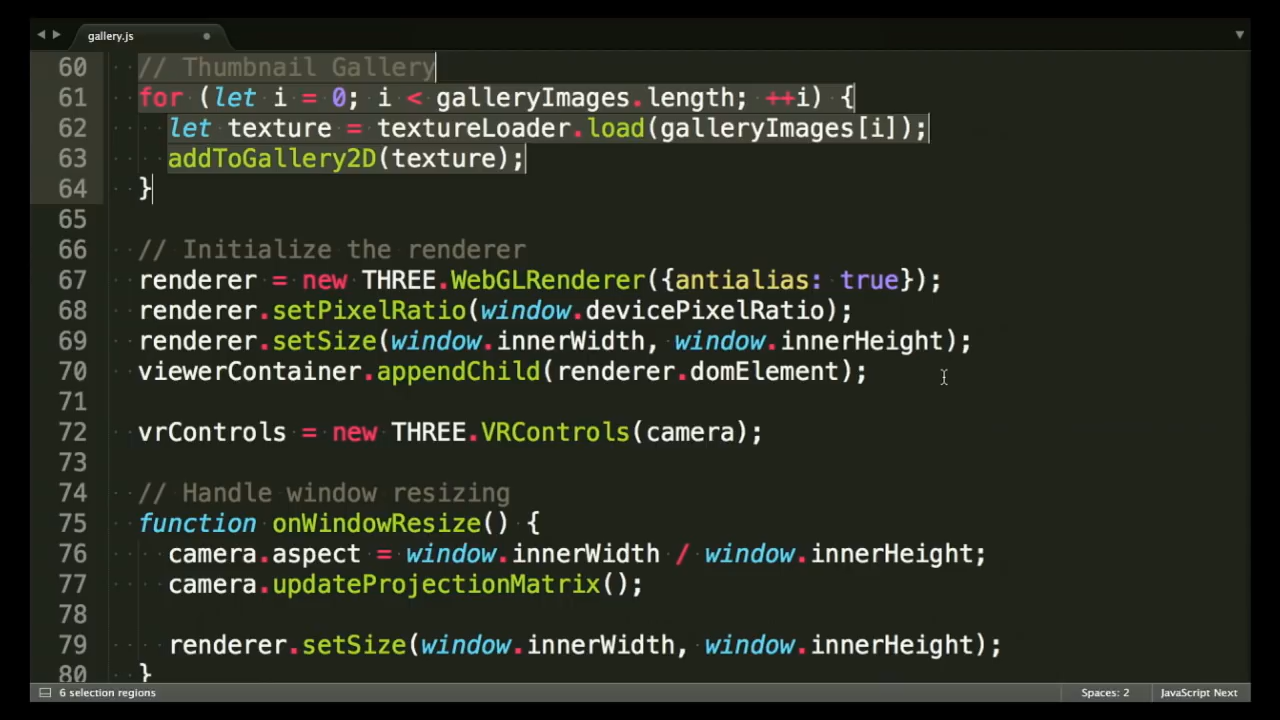 gallery.js
60 // Thumbnail Gallery
61 for (let i = 0; i < galleryImages.length; ++i) {
62 let texture = textureLoader.load(galleryImages[i]);
63 addToGallery2D(texture);
64 }
65
66 // Initialize the renderer
67 renderer = new THREE.WebGLRenderer({antialias: true});
68 renderer.setPixelRatio(window.devicePixelRatio);
69 renderer.setSize(window.innerWidth, window.innerHeight);
70 viewerContainer.appendChild(renderer.domElement);
71
72 vrControls = new THREE.VRControls(camera);
73
74 // Handle window resizing
75 function onWindowResize() {
76 camera.aspect = window.innerWidth / window.innerHeight;
77 camera.updateProjectionMatrix();
78
79 renderer.setSize(window.innerWidth, window.innerHeight);
80 }
6 selection regions Spaces: 2 JavaScript Next